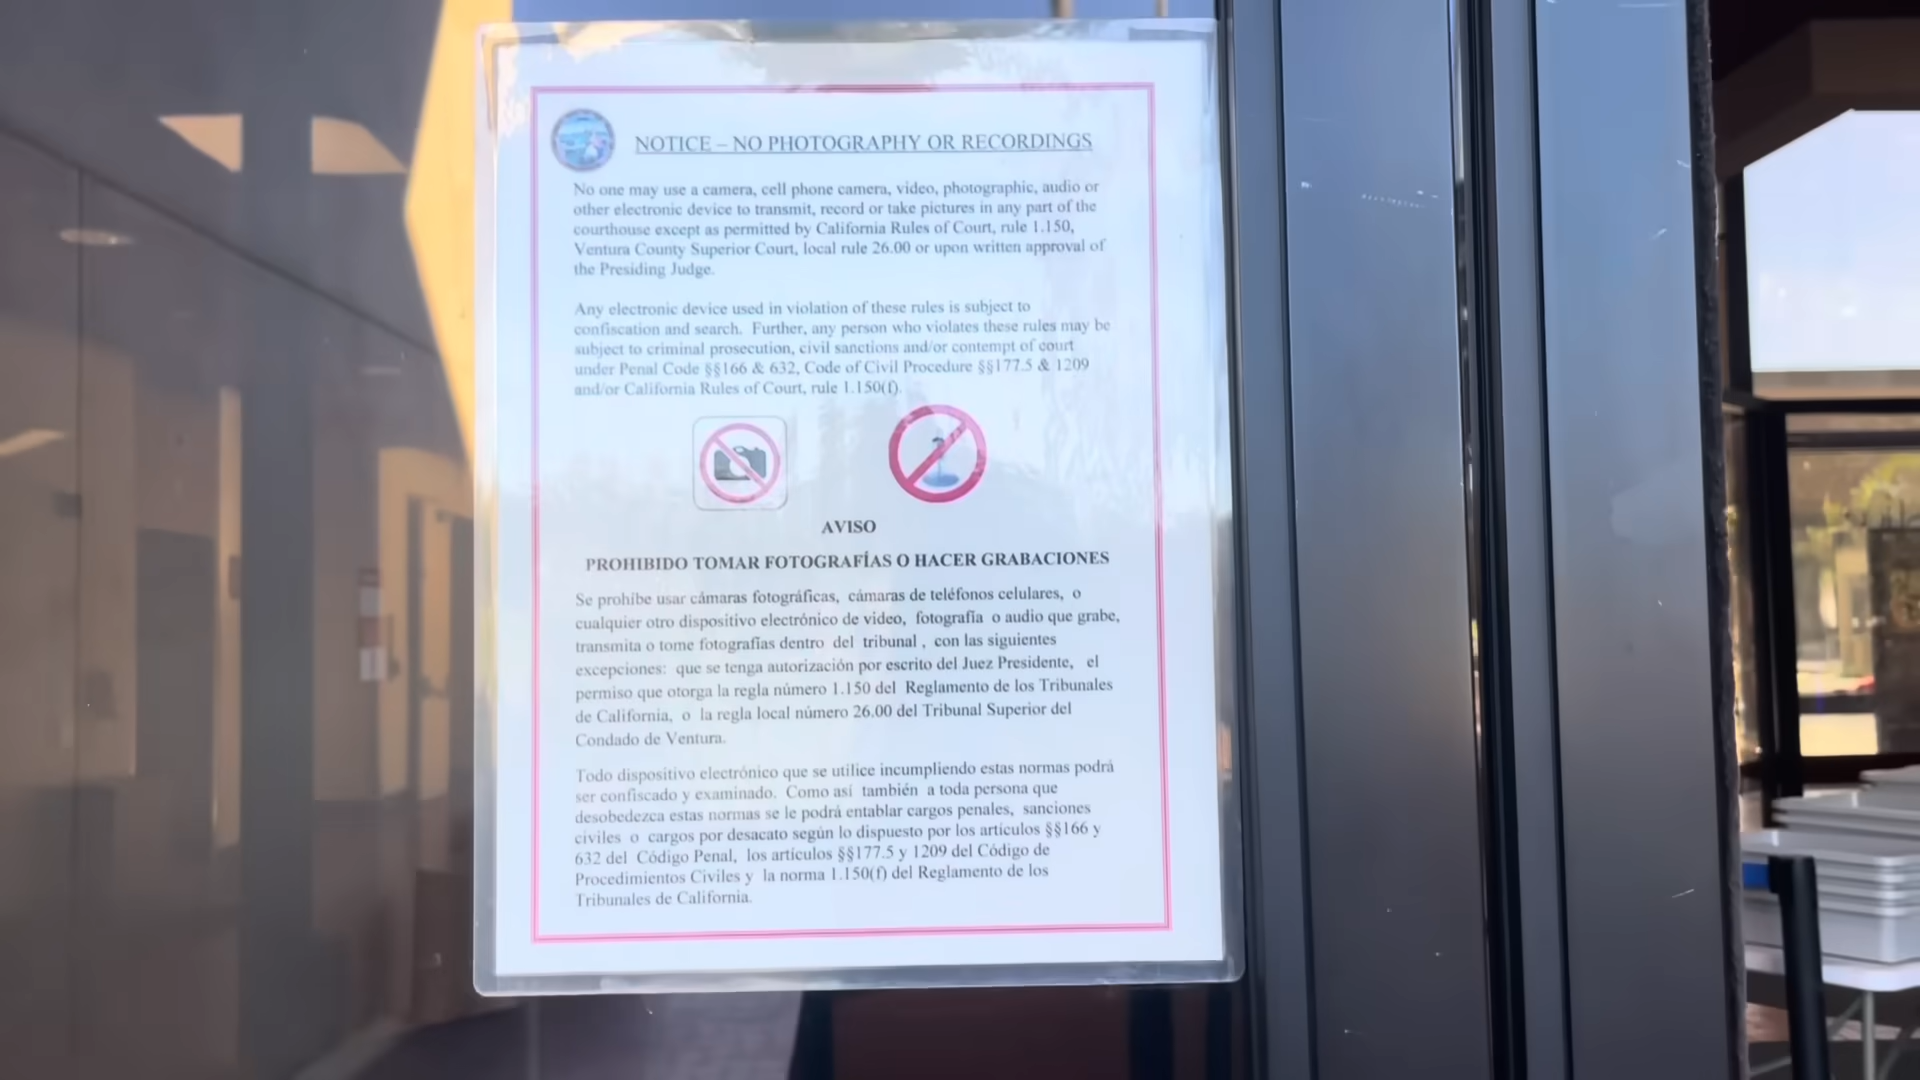 NOTICE – NO PHOTOGRAPHY OR RECORDINGS
No one may use a camera, cell phone camera, video, photographic, audio or
other electronic device to transmit, record or take pictures in any part of the
courthouse except as permitted by California Rules of Court, rule 1.150,
Ventura County Superior Court, local rule 26.00 or upon written approval of
the Presiding Judge.
Any electronic device used in violation of these rules is subject to
confiscation and search. Further, any person who violates these rules may be
subject to criminal prosecution, civil sanctions and/or contempt of court
under Penal Code §§166 & 632, Code of Civil Procedure §§177.5 & 1209
and/or California Rules of Court, rule 1.150(f).
AVISO
PROHIBIDO TOMAR FOTOGRAFÍAS O HACER GRABACIONES
Se prohibe usar cámaras fotográficas, cámaras de teléfonos celulares, o
cualquier otro dispositivo electrónico de video, fotografía o audio que grabe,
transmita o tome fotografías dentro del tribunal , con las siguientes
excepciones: que se tenga autorización por escrito del Juez Presidente, el
permiso que otorga la regla número 1.150 del Reglamento de los Tribunales
de California, o la regla local número 26.00 del Tribunal Superior del
Condado de Ventura.
Todo dispositivo electrónico que se utilice incumpliendo estas normas podrá
ser confiscado y examinado. Como así también a toda persona que
desobedezca estas normas se le podrá entablar cargos penales, sanciones
civiles o cargos por desacato según lo dispuesto por los artículos §§166 y
632 del Código Penal, los artículos §§177.5 y 1209 del Código de
Procedimientos Civiles y la norma 1.150(f) del Reglamento de los
Tribunales de California.